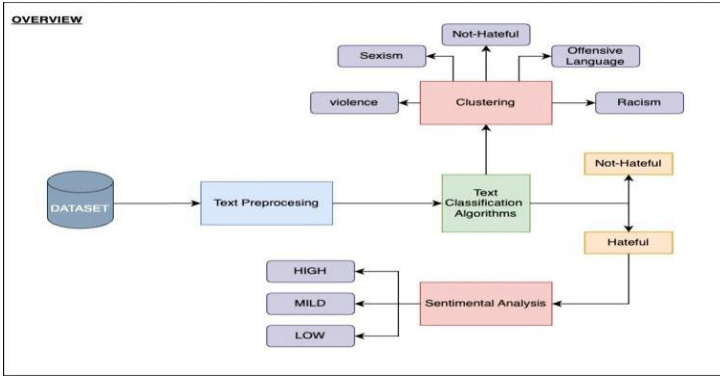 OVERVIEW
Not-Hateful
Sexism
Offensive
Language
violence
Clustering
Racism
Not-Hateful
DATASET
Text Preprocesing
Text
Classification
Algorithms
Hateful
HIGH
MILD
Sentimental Analysis
LOW